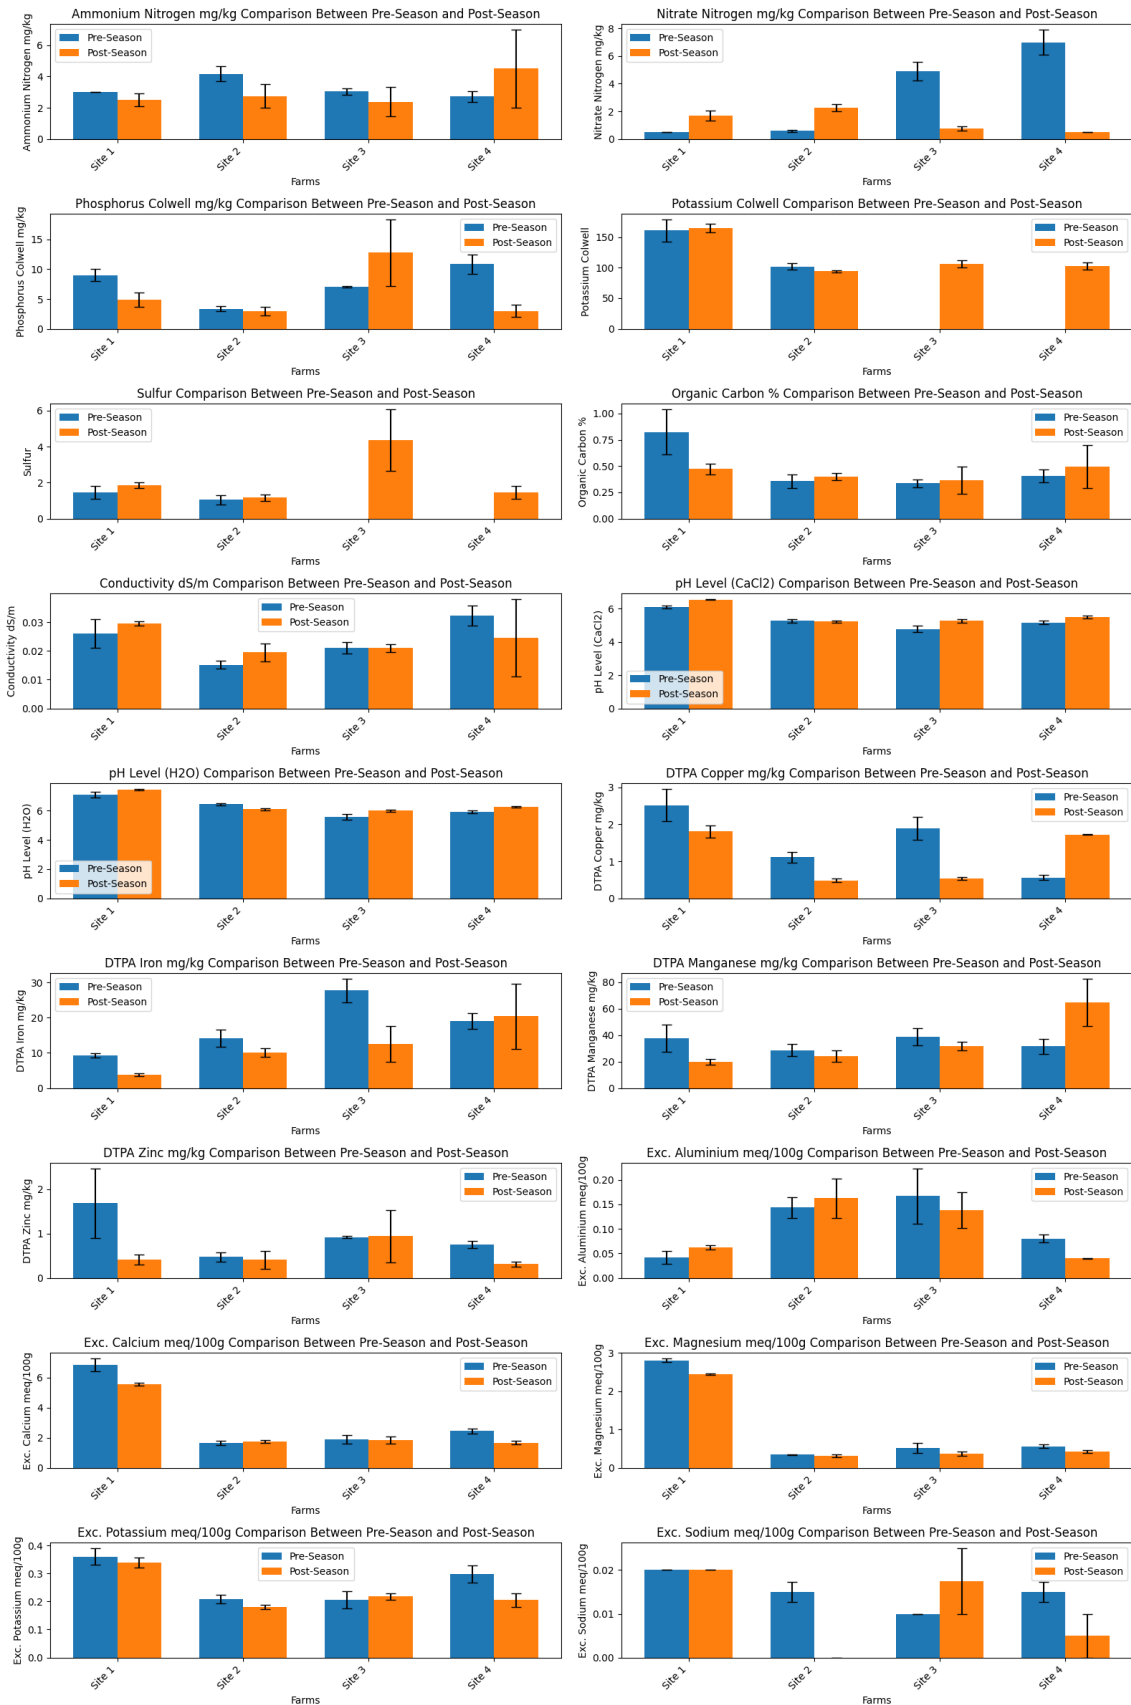 Ammonium Nitrogen mg/kg Comparison Between Pre-Season and Post-Season
Ammonium Nitrogen mg/kg
6
4
2
0
Pre-Season
Post-Season
Site 1
Site 2
Site 3
Site 4
Farms
Nitrate Nitrogen mg/kg Comparison Between Pre-Season and Post-Season
Nitrate Nitrogen mg/kg
8
6
4
2
0
Pre-Season
Post-Season
Site 1
Site 2
Site 3
Site 4
Farms
Phosphorus Colwell mg/kg Comparison Between Pre-Season and Post-Season
Phosphorus Colwell mg/kg
15
10
5
0
Pre-Season
Post-Season
Site 1
Site 2
Site 3
Site 4
Farms
Potassium Colwell Comparison Between Pre-Season and Post-Season
Potassium Colwell
150
100
50
0
Pre-Season
Post-Season
Site 1
Site 2
Site 3
Site 4
Farms
Sulfur Comparison Between Pre-Season and Post-Season
Sulfur
6
4
2
0
Pre-Season
Post-Season
Site 1
Site 2
Site 3
Site 4
Farms
Organic Carbon % Comparison Between Pre-Season and Post-Season
Organic Carbon %
1.00
0.75
0.50
0.25
0.00
Pre-Season
Post-Season
Site 1
Site 2
Site 3
Site 4
Farms
Conductivity dS/m Comparison Between Pre-Season and Post-Season
Conductivity dS/m
0.03
0.02
0.01
0.00
Pre-Season
Post-Season
Site 1
Site 2
Site 3
Site 4
Farms
pH Level (CaCl2) Comparison Between Pre-Season and Post-Season
pH Level (CaCl2)
6
4
2
0
Pre-Season
Post-Season
Site 1
Site 2
Site 3
Site 4
Farms
pH Level (H2O) Comparison Between Pre-Season and Post-Season
pH Level (H2O)
6
4
2
0
Pre-Season
Post-Season
Site 1
Site 2
Site 3
Site 4
Farms
DTPA Copper mg/kg Comparison Between Pre-Season and Post-Season
DTPA Copper mg/kg
3
2
1
0
Pre-Season
Post-Season
Site 1
Site 2
Site 3
Site 4
Farms
DTPA Iron mg/kg Comparison Between Pre-Season and Post-Season
DTPA Iron mg/kg
30
20
10
0
Pre-Season
Post-Season
Site 1
Site 2
Site 3
Site 4
Farms
DTPA Manganese mg/kg Comparison Between Pre-Season and Post-Season
DTPA Manganese mg/kg
80
60
40
20
0
Pre-Season
Post-Season
Site 1
Site 2
Site 3
Site 4
Farms
DTPA Zinc mg/kg Comparison Between Pre-Season and Post-Season
DTPA Zinc mg/kg
2
1
0
Pre-Season
Post-Season
Site 1
Site 2
Site 3
Site 4
Farms
Exc. Aluminium meq/100g Comparison Between Pre-Season and Post-Season
Exc. Aluminium meq/100g
0.20
0.15
0.10
0.05
0.00
Pre-Season
Post-Season
Site 1
Site 2
Site 3
Site 4
Farms
Exc. Calcium meq/100g Comparison Between Pre-Season and Post-Season
Exc. Calcium meq/100g
6
4
2
0
Pre-Season
Post-Season
Site 1
Site 2
Site 3
Site 4
Farms
Exc. Magnesium meq/100g Comparison Between Pre-Season and Post-Season
Exc. Magnesium meq/100g
3
2
1
0
Pre-Season
Post-Season
Site 1
Site 2
Site 3
Site 4
Farms
Exc. Potassium meq/100g Comparison Between Pre-Season and Post-Season
Exc. Potassium meq/100g
0.4
0.3
0.2
0.1
0.0
Pre-Season
Post-Season
Site 1
Site 2
Site 3
Site 4
Farms
Exc. Sodium meq/100g Comparison Between Pre-Season and Post-Season
Exc. Sodium meq/100g
0.02
0.01
0.00
Pre-Season
Post-Season
Site 1
Site 2
Site 3
Site 4
Farms